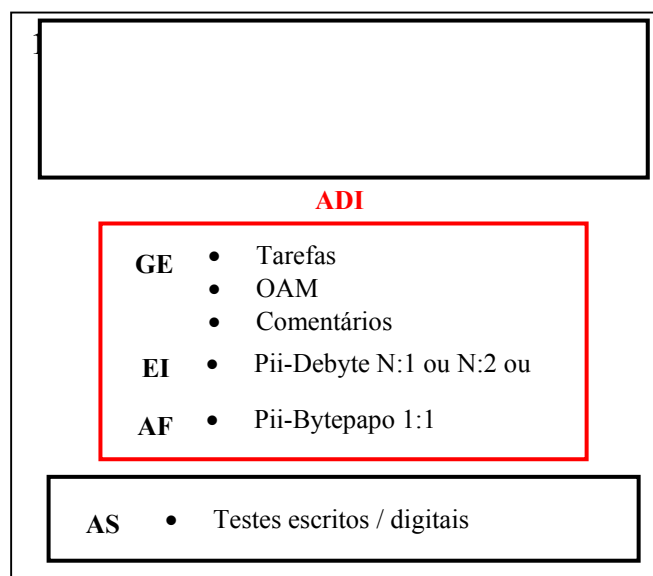 ADI
GE • Tarefas
• OAM
• Comentários
EI • Pii-Debyte N:1 ou N:2 ou
AF • Pii-Bytepapo 1:1
AS • Testes escritos / digitais